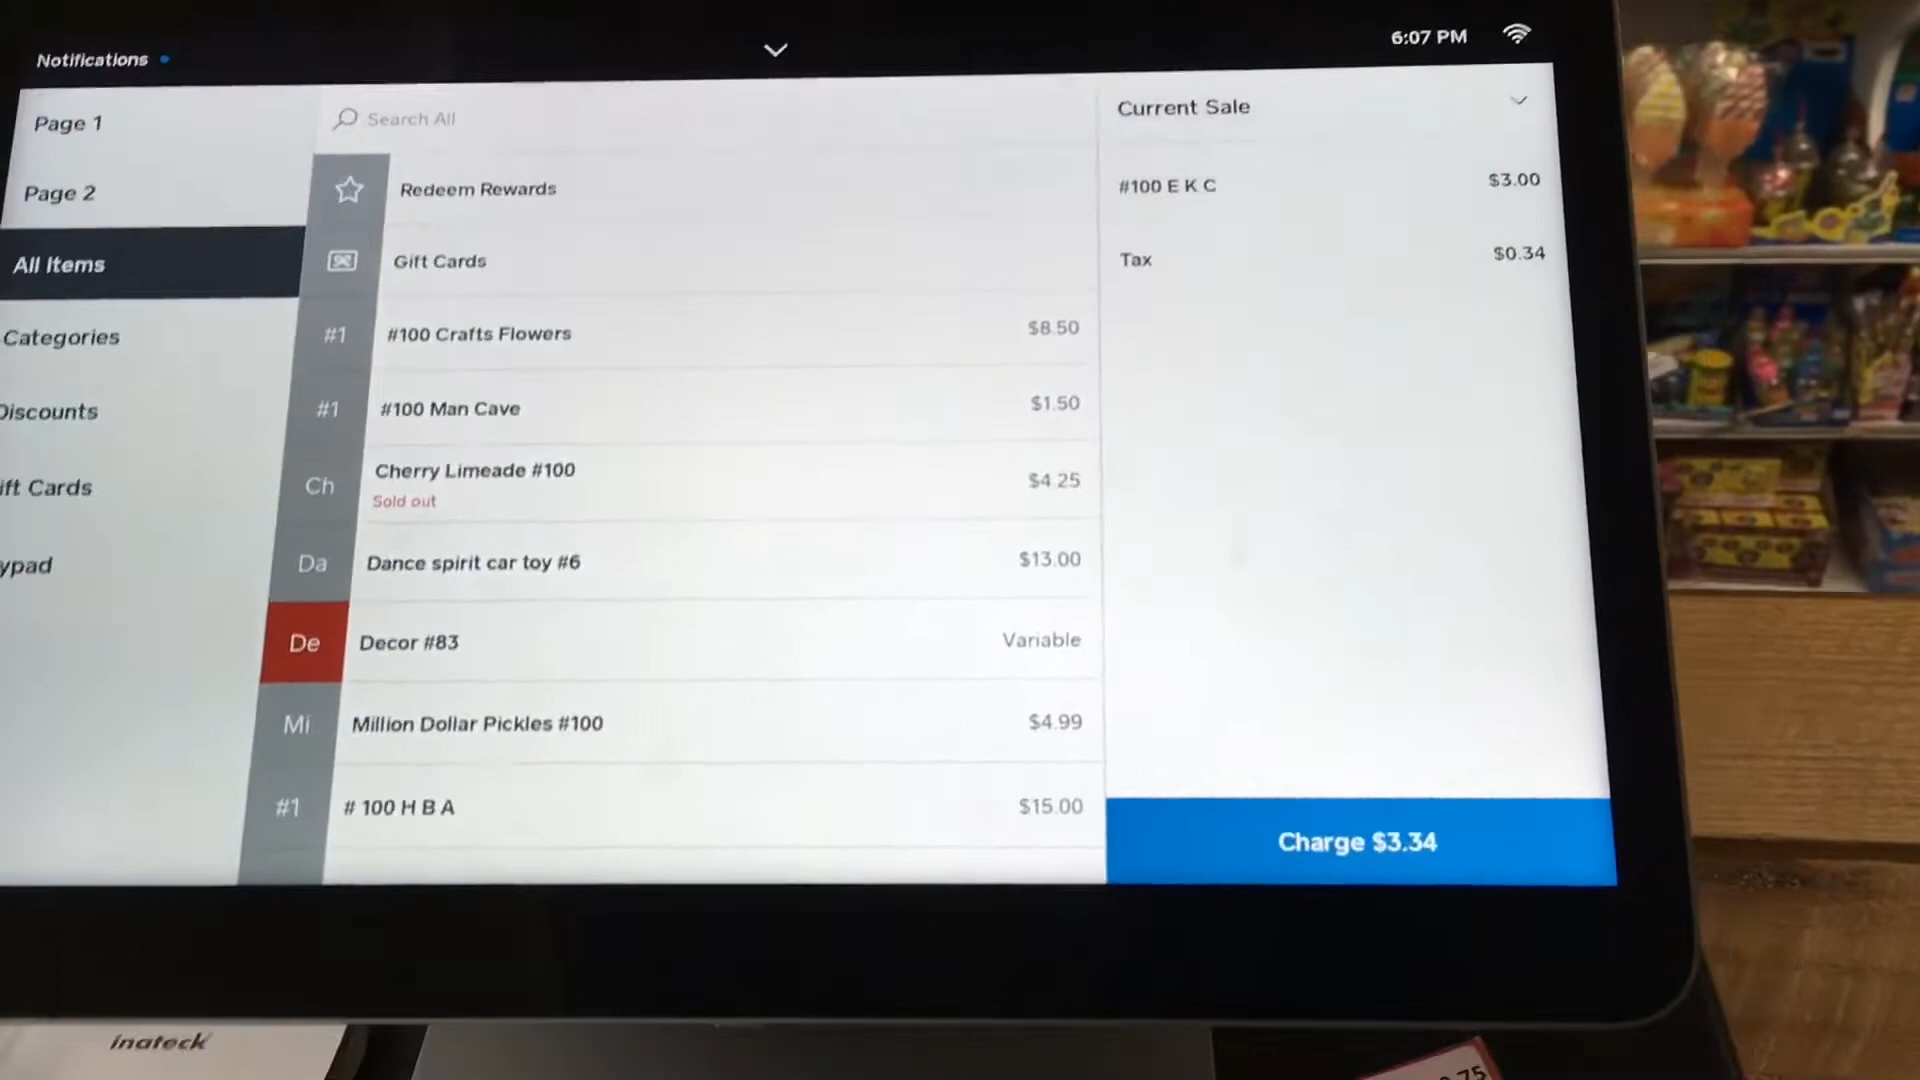 Notifications
6:07 PM
Page 1
Page 2
All Items
Categories
Discounts
ift Cards
ypad
Search All
Redeem Rewards
Gift Cards
#1 #100 Crafts Flowers $8.50
#1 #100 Man Cave $1.50
Ch Cherry Limeade #100 $4.25
Sold out
Da Dance spirit car toy #6 $13.00
De Decor #83 Variable
Mi Million Dollar Pickles #100 $4.99
#1 # 100 H B A $15.00
Current Sale
#100 E K C $3.00
Tax $0.34
Charge $3.34
inateck
.75